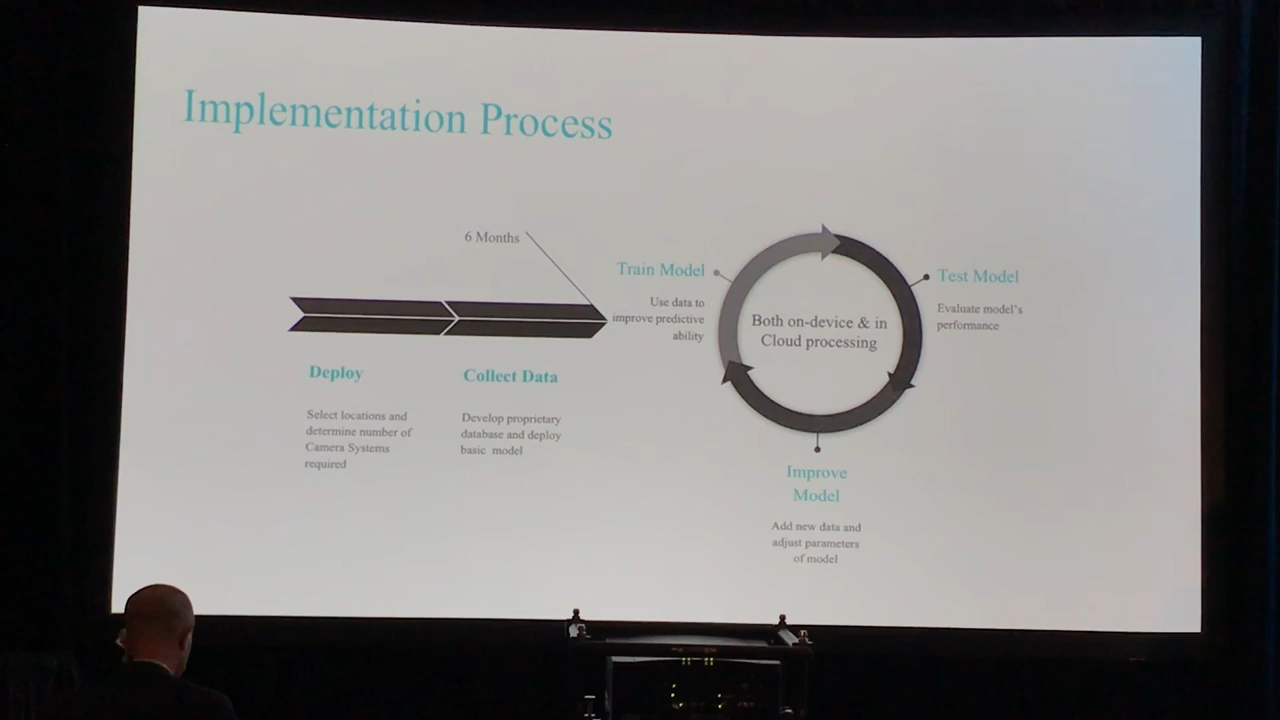 Implementation Process
6 Months
Deploy
Select locations and
determine number of
Camera Systems
required
Collect Data
Develop proprietary
database and deploy
basic model
Train Model
Use data to
improve predictive
ability
Both on-device & in
Cloud processing
Test Model
Evaluate model's
performance
Improve
Model
Add new data and
adjust parameters
of model